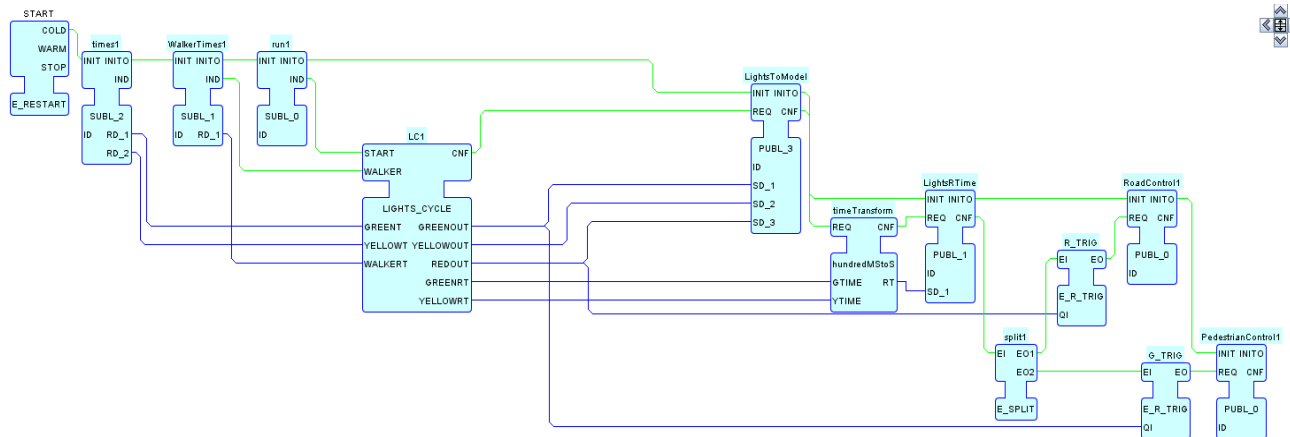 START
COLD
WARM
STOP
E_RESTART
times1
INIT INITO
IND
SUBL_2
ID RD_1
RD_2
WalkerTimes1
INIT INITO
IND
SUBL_1
ID RD_1
run1
INIT INITO
IND
SUBL_0
ID
LC1
START CNF
WALKER
LIGHTS_CYCLE
GREENT GREENOUT
YELLOWT YELLOWOUT
WALKERT REDOUT
GREENRT
YELLOWRT
LightsToModel
INIT INITO
REQ CNF
PUBL_3
ID
SD_1
SD_2
SD_3
timeTransform
REQ CNF
hundredMStoS
GTIME RT
YTIME
LightsRTime
INIT INITO
REQ CNF
PUBL_1
ID
SD_1
split1
EI EO1
EO2
E_SPLIT
R_TRIG
EI EO
E_R_TRIG
QI
RoadControl1
INIT INITO
REQ CNF
PUBL_0
ID
G_TRIG
EI EO
E_R_TRIG
QI
PedestrianControl1
INIT INITO
REQ CNF
PUBL_0
ID